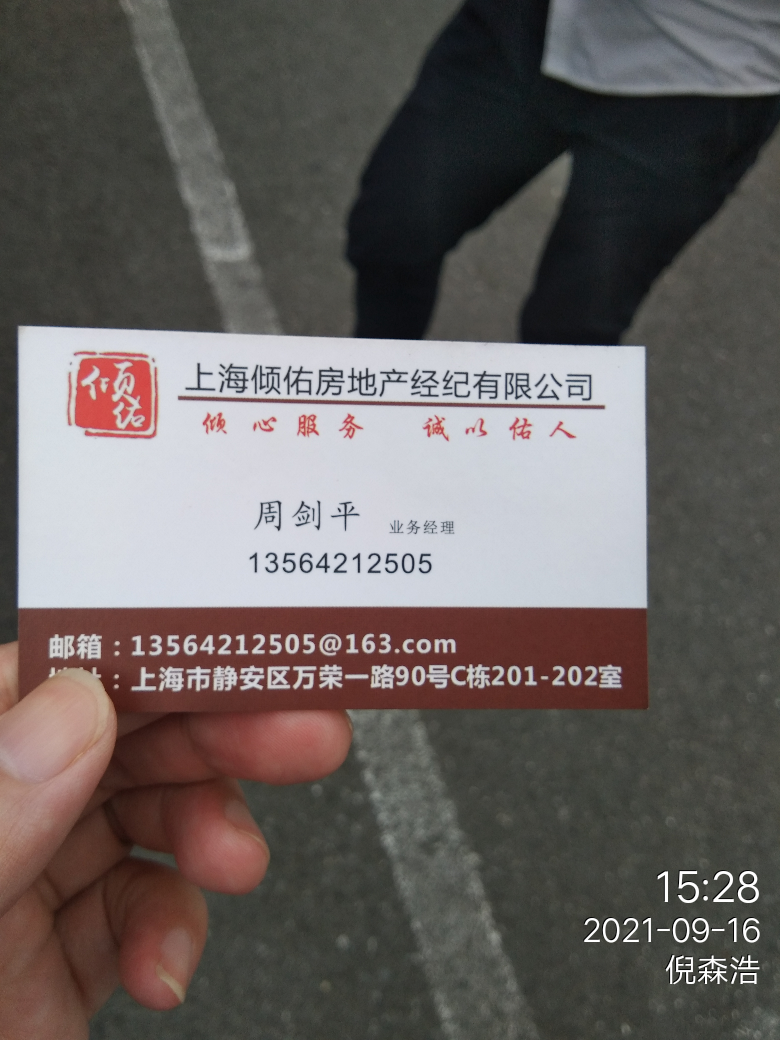 倾佑
上海倾佑房地产经纪有限公司
倾心服务 诚以佑人
周剑平 业务经理
13564212505
邮箱：13564212505@163.com
地址：上海市静安区万荣一路90号C栋201-202室
15:28
2021-09-16
倪森浩